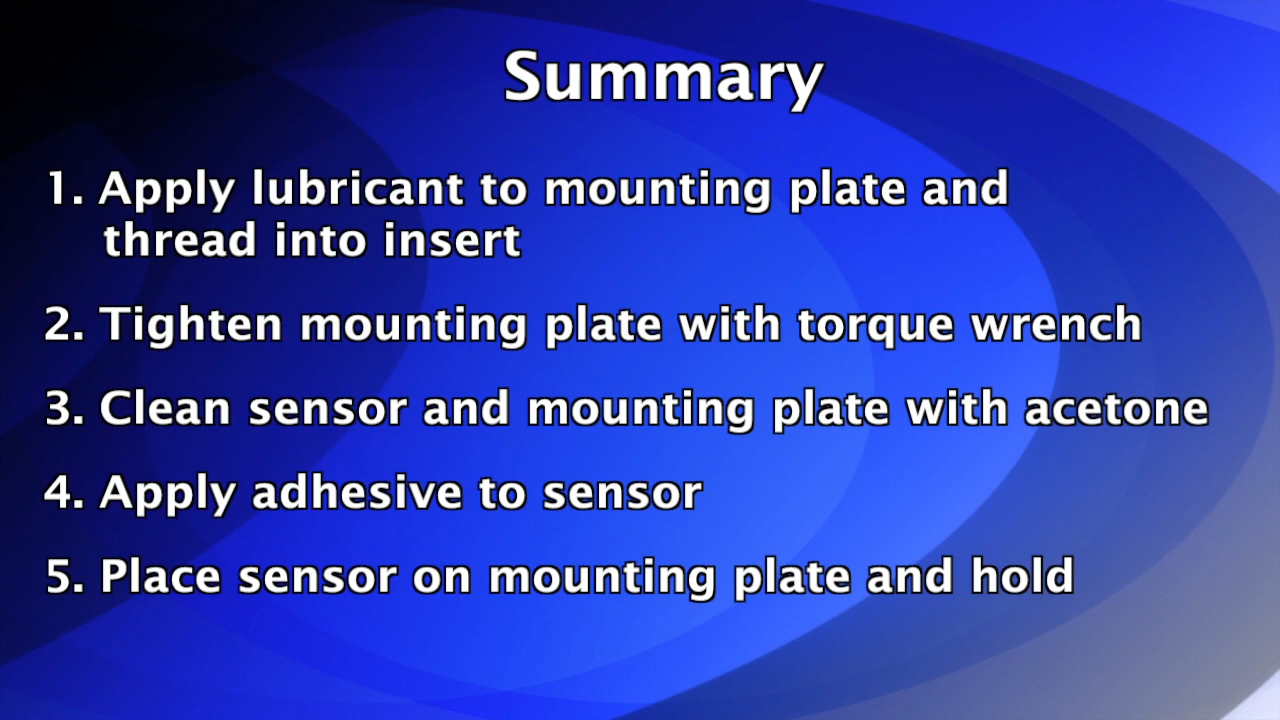 Summary
1. Apply lubricant to mounting plate and
thread into insert
2. Tighten mounting plate with torque wrench
3. Clean sensor and mounting plate with acetone
4. Apply adhesive to sensor
5. Place sensor on mounting plate and hold